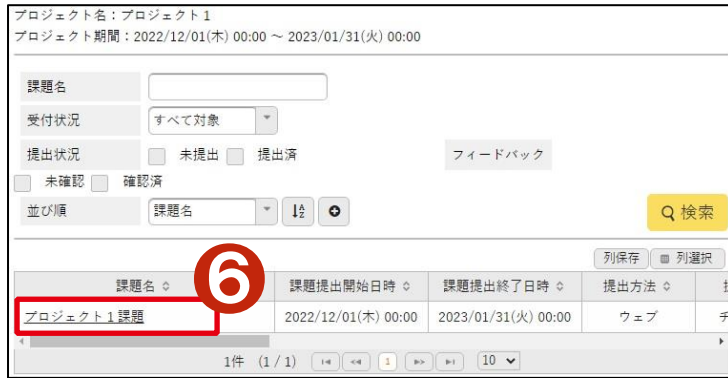 プロジェクト名：プロジェクト1
プロジェクト期間：2022/12/01(木) 00:00 ～ 2023/01/31(火) 00:00
課題名
受付状況 すべて対象
提出状況 未提出 提出済 フィードバック
未確認 確認済
並び順 課題名 検索
列保存 列選択
課題名 課題提出開始日時 課題提出終了日時 提出方法
6
プロジェクト1課題 2022/12/01(木) 00:00 2023/01/31(火) 00:00 ウェブ
1件 (1 / 1) 1 10